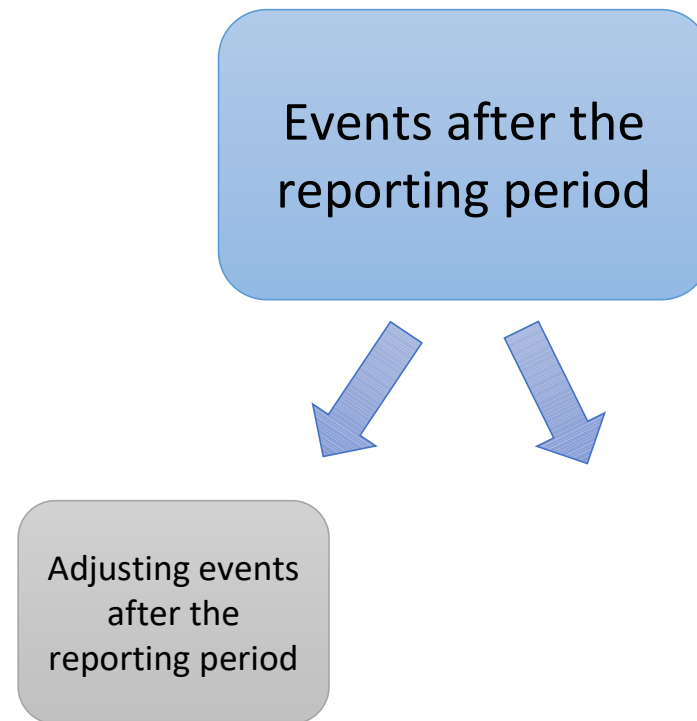 Events after the
reporting period
Adjusting events
after the
reporting period